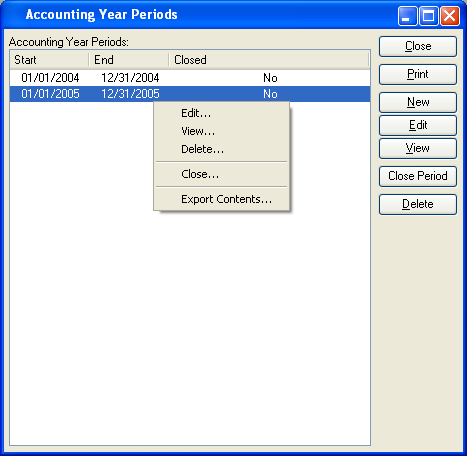 Accounting Year Periods
Accounting Year Periods:
Start End Closed
01/01/2004 12/31/2004 No
01/01/2005 12/31/2005 No
Edit...
View...
Delete...
Close...
Export Contents...
Close
Print
New
Edit
View
Close Period
Delete